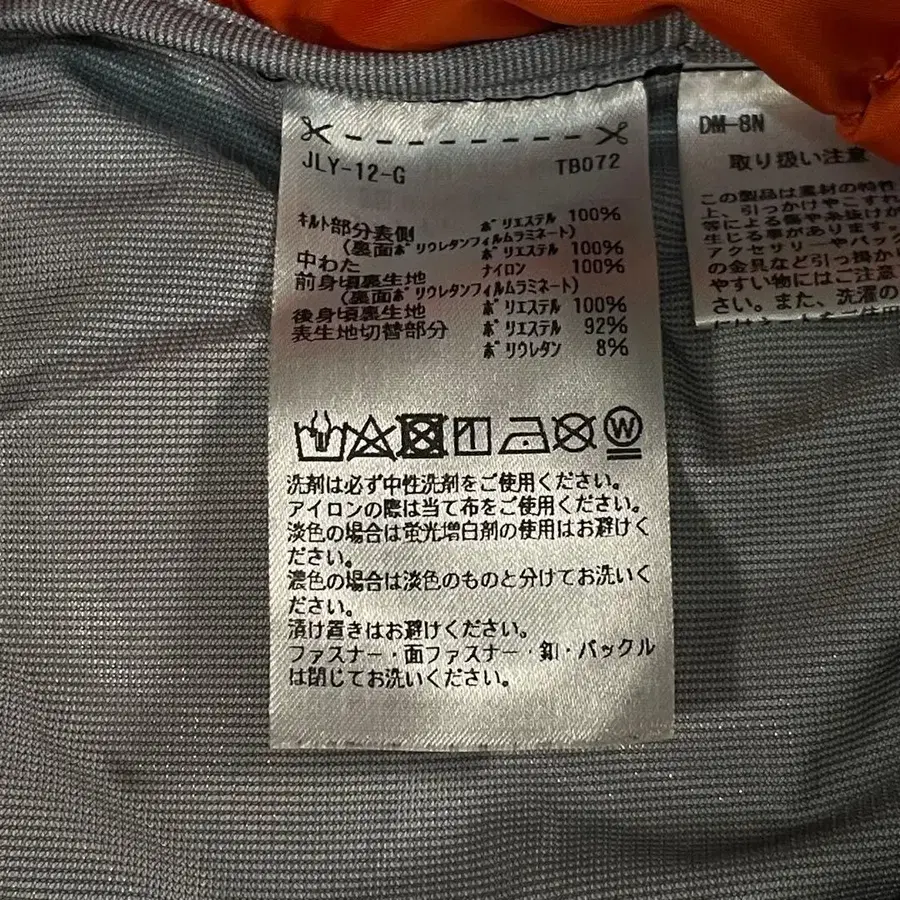 JLY-12-G TB072
キルト部分表側 ポリエステル 100%
(裏面ポリウレタンフィルムラミネート)
中わた ポリエステル 100%
前身頃裏生地 ナイロン 100%
(裏面ポリウレタンフィルムラミネート)
後身頃裏生地 ポリエステル 100%
表生地切替部分 ポリエステル 92%
ポリウレタン 8%
W
洗剤は必ず中性洗剤をご使用ください。
アイロンの際は当て布をご使用ください。
淡色の場合は蛍光増白剤の使用はお避けく
ださい。
濃色の場合は淡色のものと分けてお洗いく
ださい。
漬け置きはお避けください。
ファスナー・面ファスナー・釦・バックル
は閉じてお洗いください。
DM-8N
取り扱い注意
この製品は素材の特性
上、引っかけやこすれ
等による傷や糸抜けが
生じる事があります。
アクセサリーやバッグ
の金具など引っ掛か
やすい物にはご注意
さい。また、洗濯の